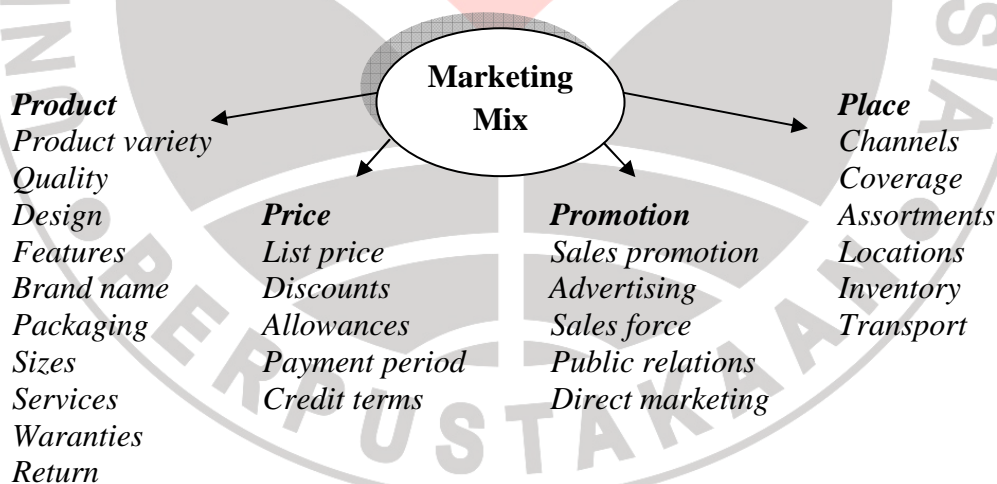 Marketing
Mix
Product
Product variety
Quality
Design
Features
Brand name
Packaging
Sizes
Services
Waranties
Return
Price
List price
Discounts
Allowances
Payment period
Credit terms
Promotion
Sales promotion
Advertising
Sales force
Public relations
Direct marketing
Place
Channels
Coverage
Assortments
Locations
Inventory
Transport
PERPUSTAKAAN